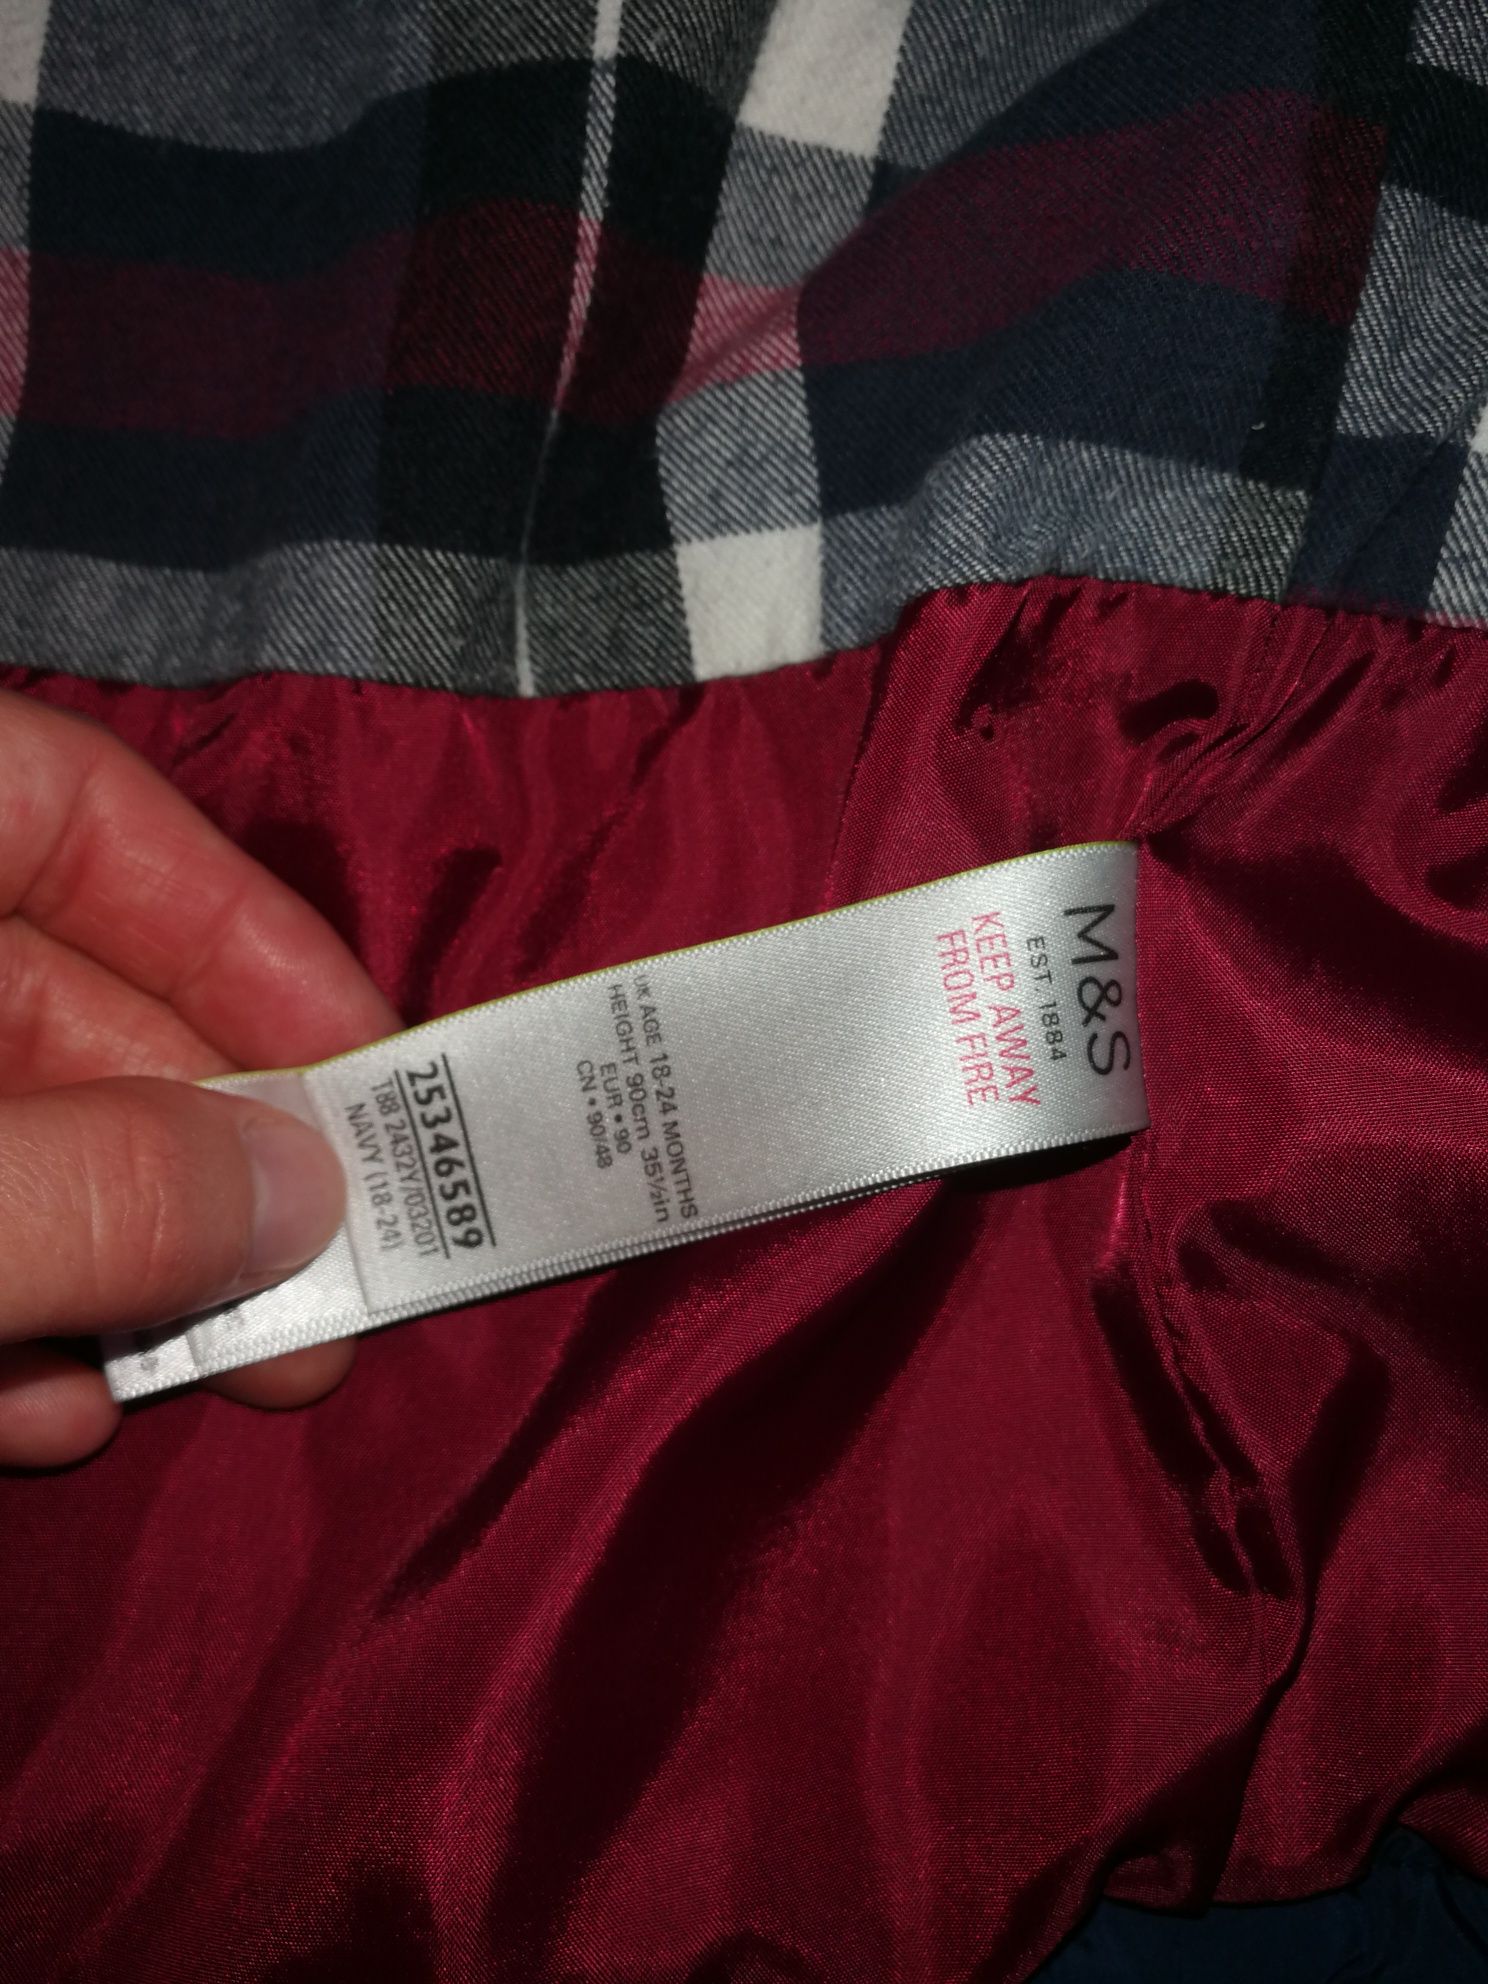 M&S
EST. 1884
KEEP AWAY
FROM FIRE
UK AGE 18-24 MONTHS
HEIGHT 90cm 35½in
EUR • 90
CN • 90/48
25346589
T88 2432Y/03201
NAVY (18-24)